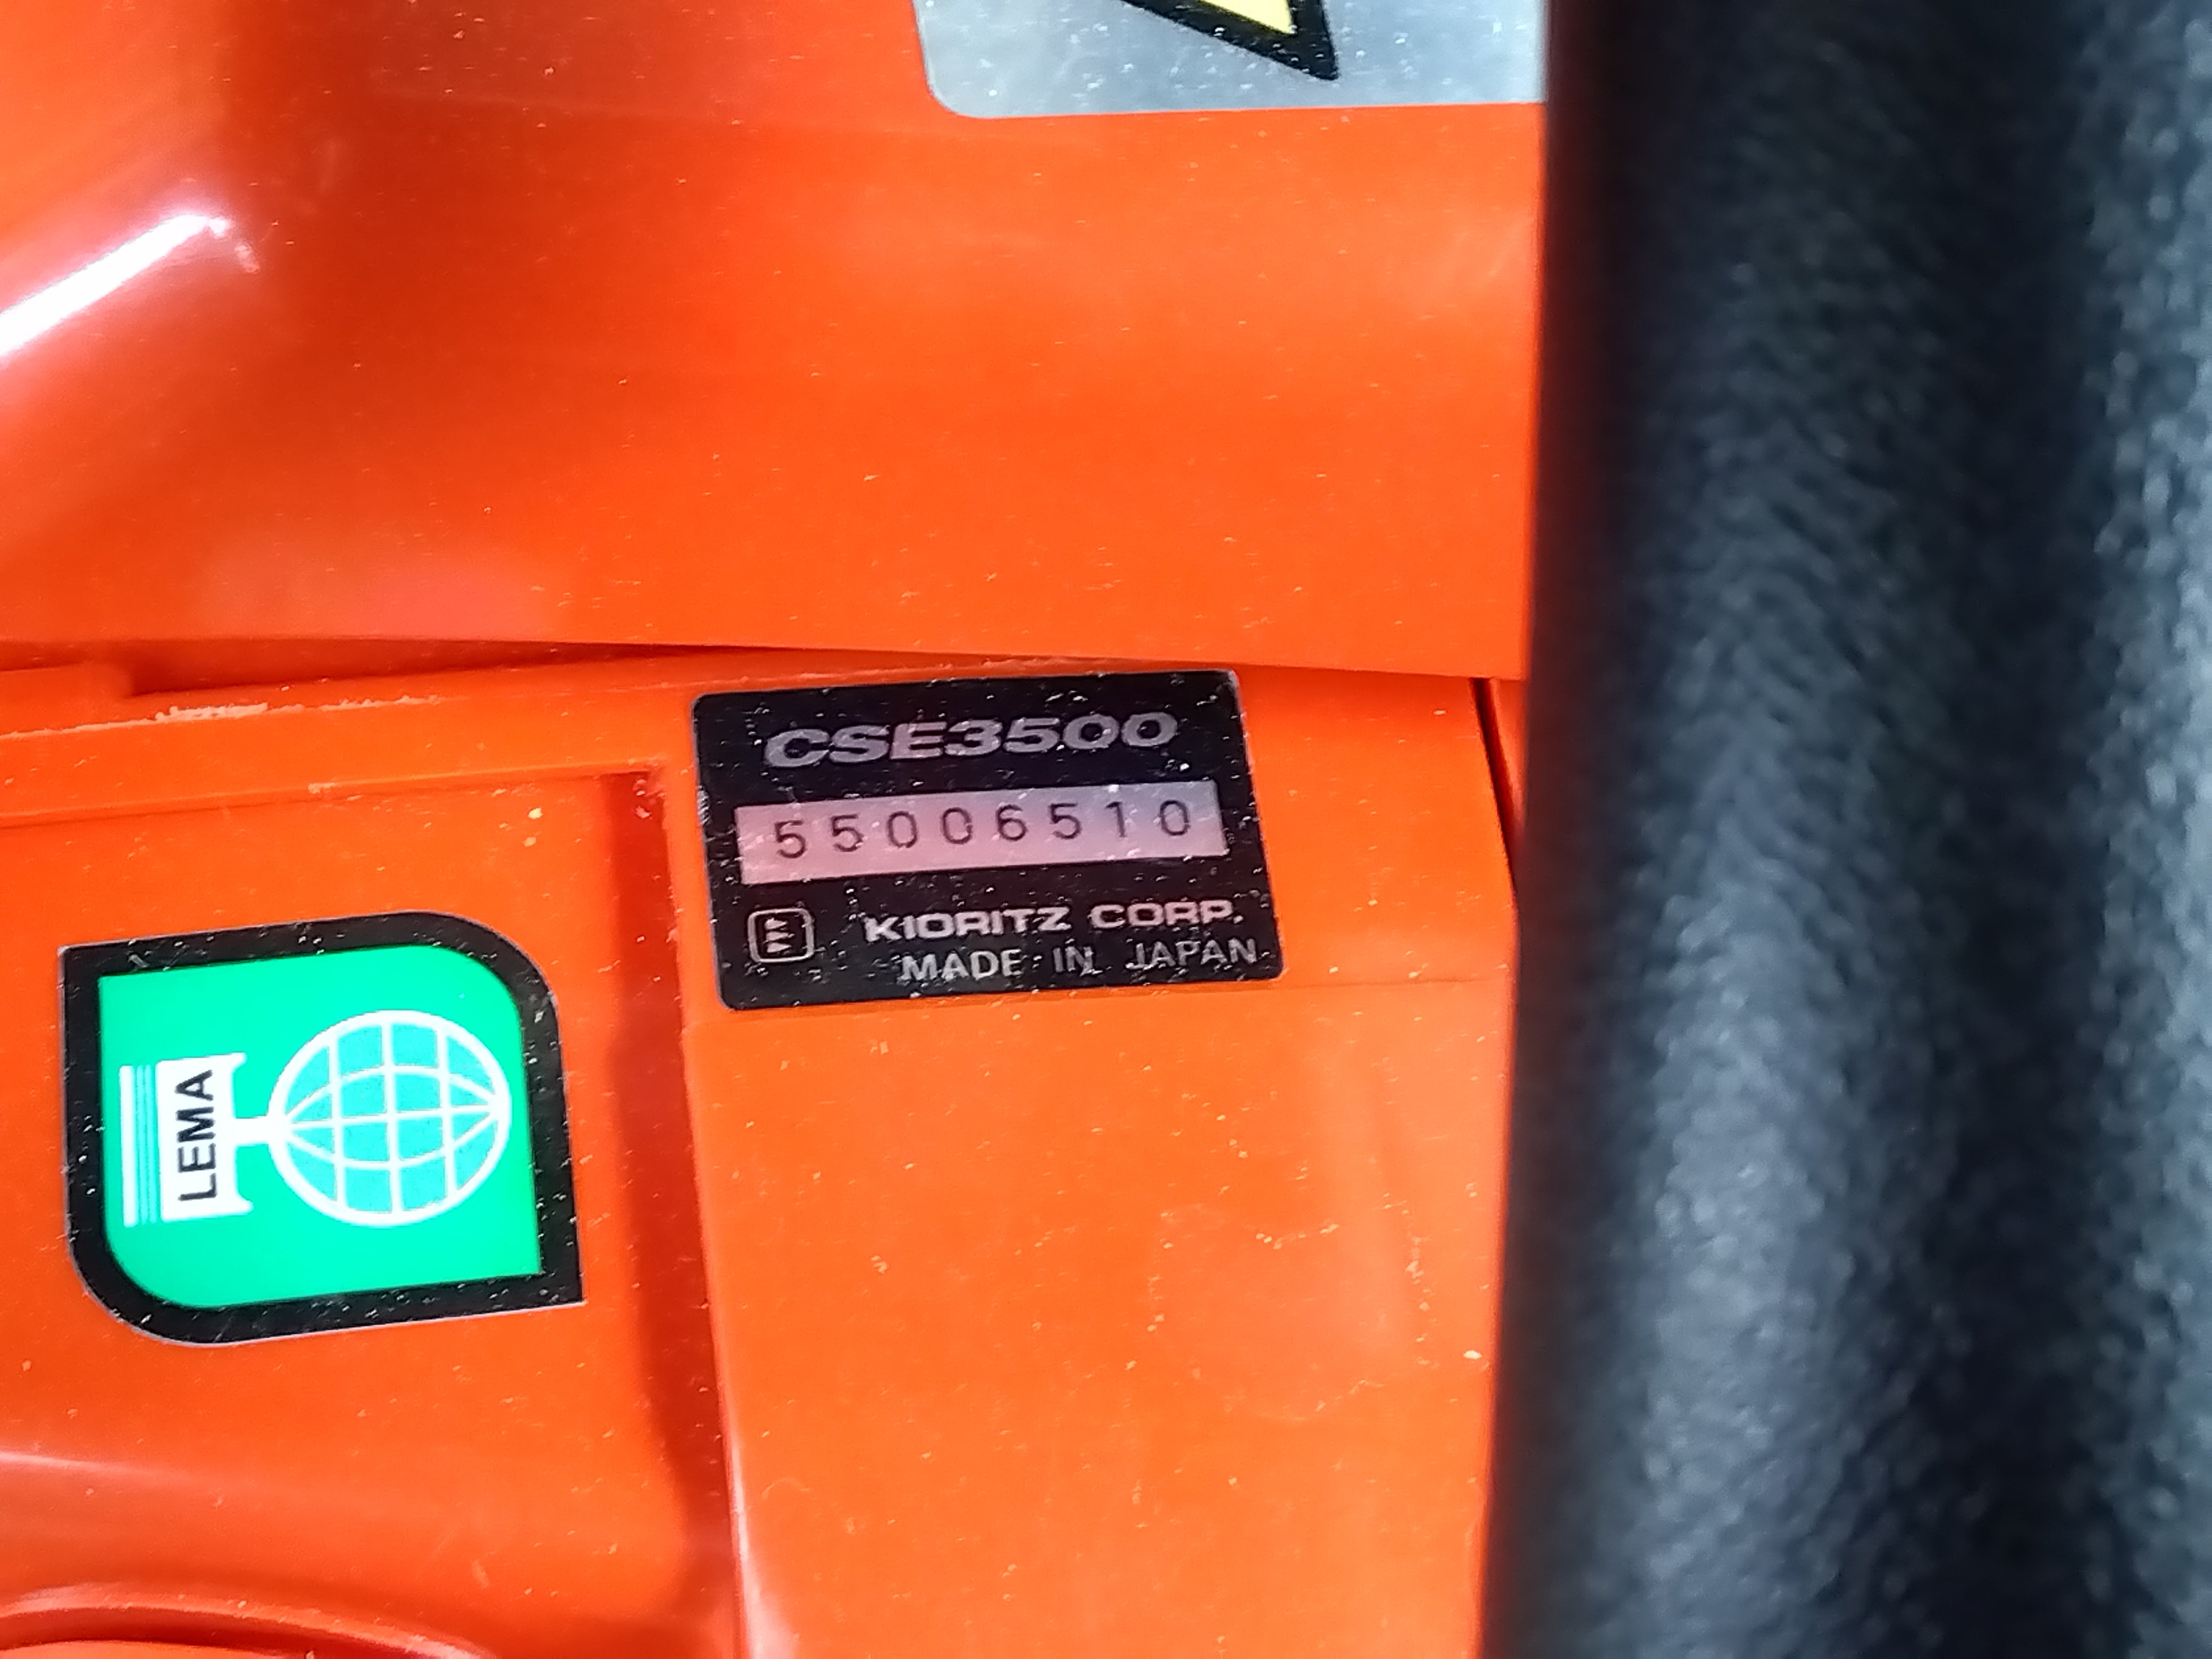 CSE3500
55006510
KIORITZ CORP.
MADE IN JAPAN
LEMA